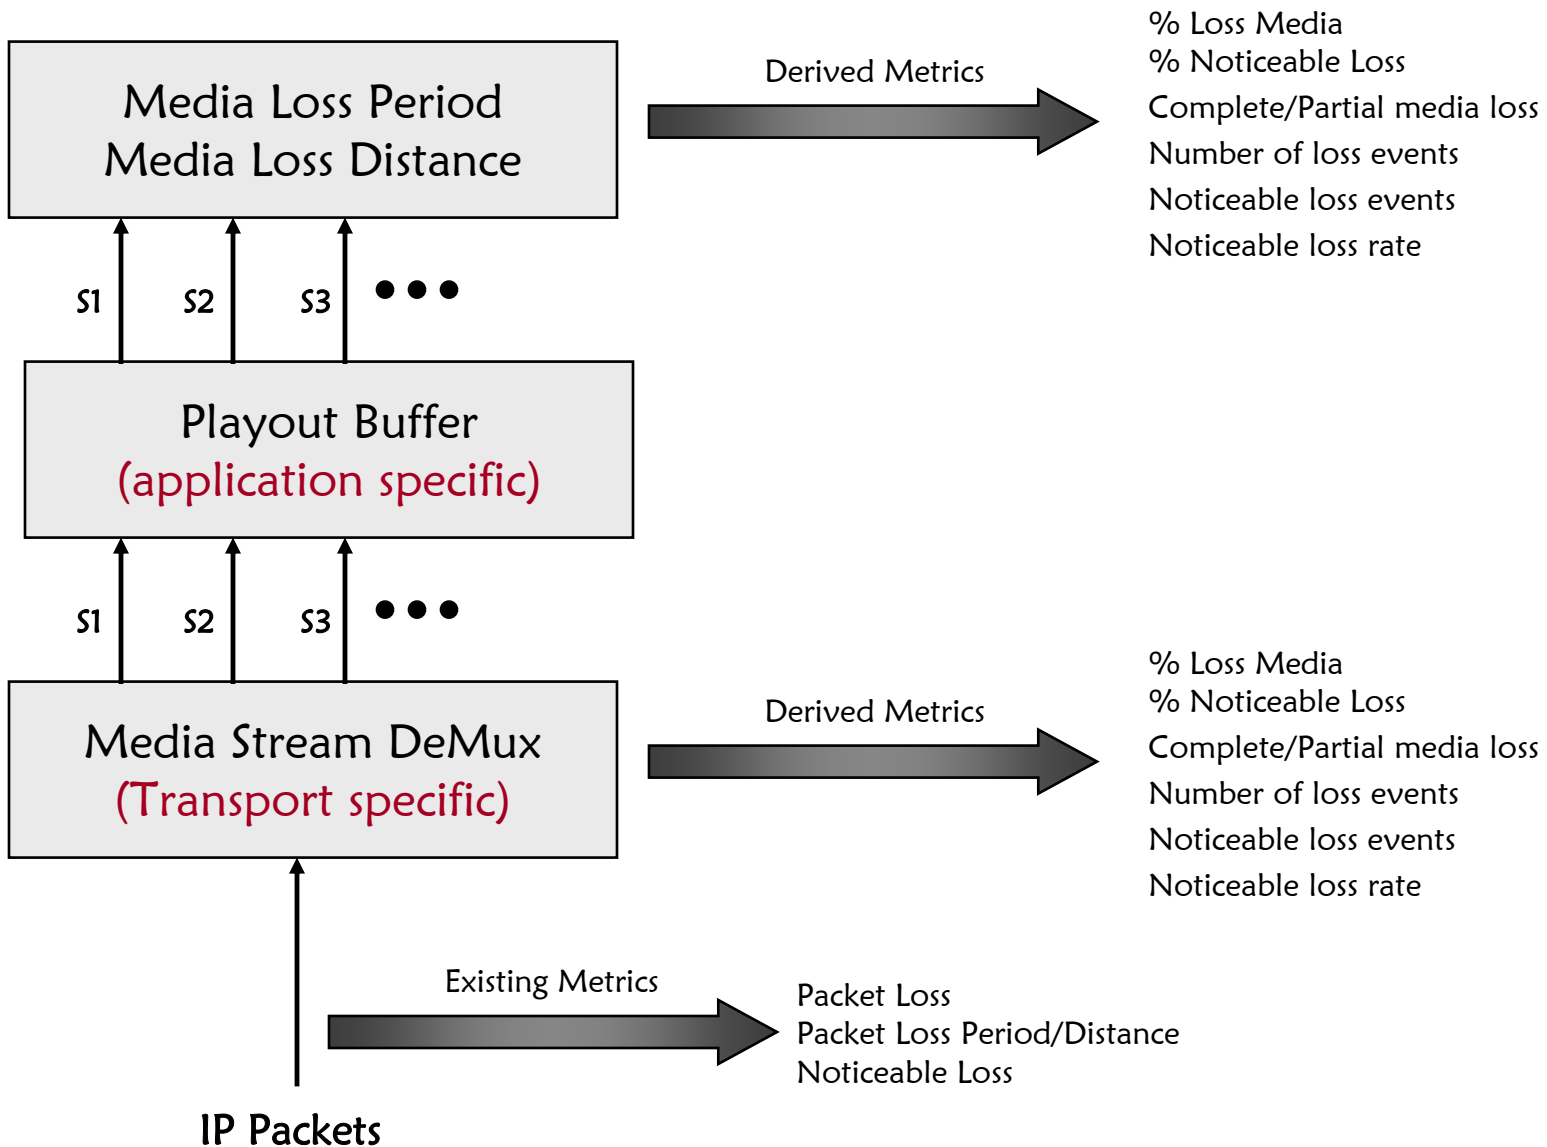 % Loss Media
% Noticeable Loss
Complete/Partial media loss
Number of loss events
Noticeable loss events
Noticeable loss rate
Derived Metrics
Media Loss Period
Media Loss Distance
S1
S2
S3
•••
Playout Buffer
(application specific)
S1
S2
S3
•••
% Loss Media
% Noticeable Loss
Complete/Partial media loss
Number of loss events
Noticeable loss events
Noticeable loss rate
Derived Metrics
Media Stream DeMux
(Transport specific)
Existing Metrics
Packet Loss
Packet Loss Period/Distance
Noticeable Loss
IP Packets